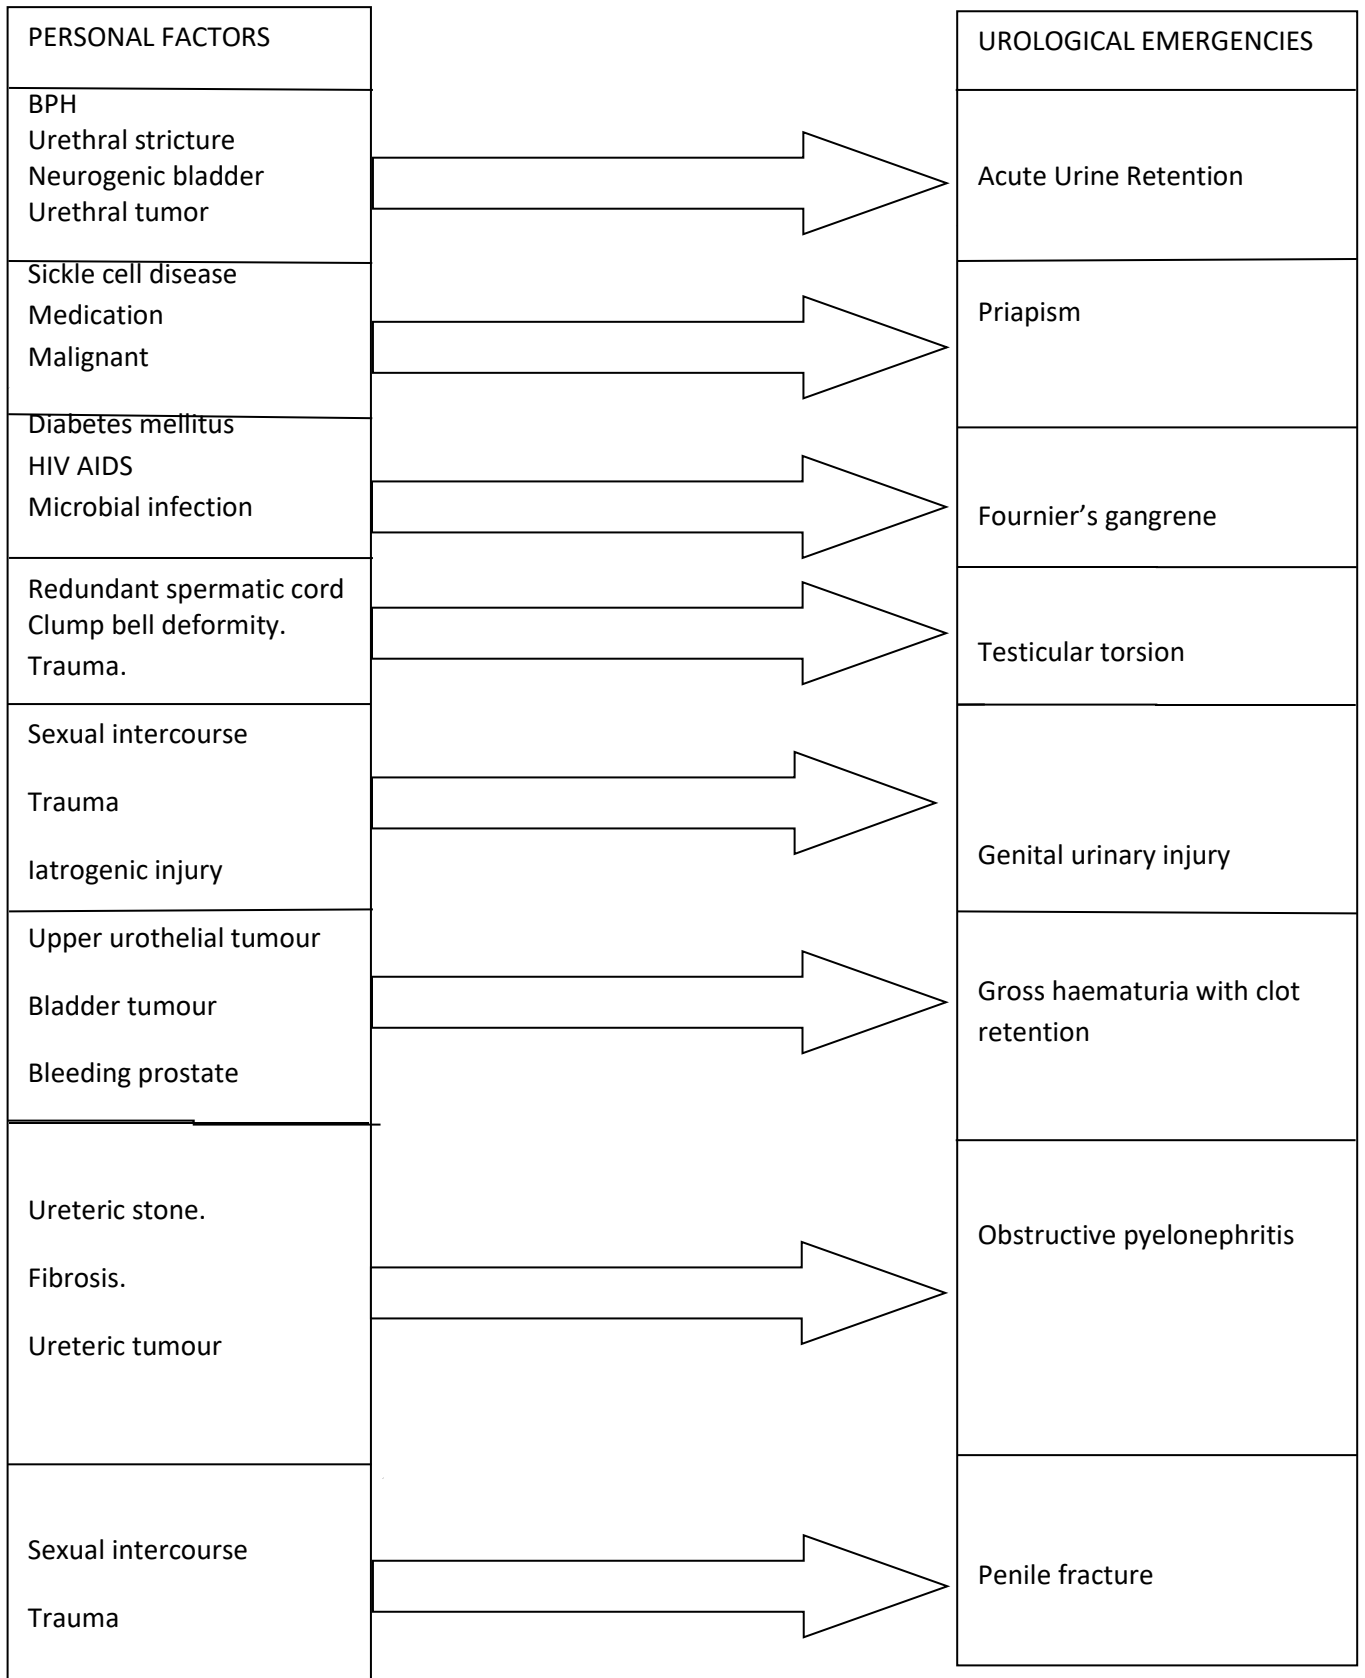 PERSONAL FACTORS
UROLOGICAL EMERGENCIES
BPH
Urethral stricture
Neurogenic bladder
Urethral tumor
Acute Urine Retention
Sickle cell disease
Medication
Malignant
Priapism
Diabetes mellitus
HIV AIDS
Microbial infection
Fournier’s gangrene
Redundant spermatic cord
Clump bell deformity.
Trauma.
Testicular torsion
Sexual intercourse
Trauma
Iatrogenic injury
Genital urinary injury
Upper urothelial tumour
Bladder tumour
Bleeding prostate
Gross haematuria with clot
retention
Ureteric stone.
Fibrosis.
Ureteric tumour
Obstructive pyelonephritis
Sexual intercourse
Trauma
Penile fracture